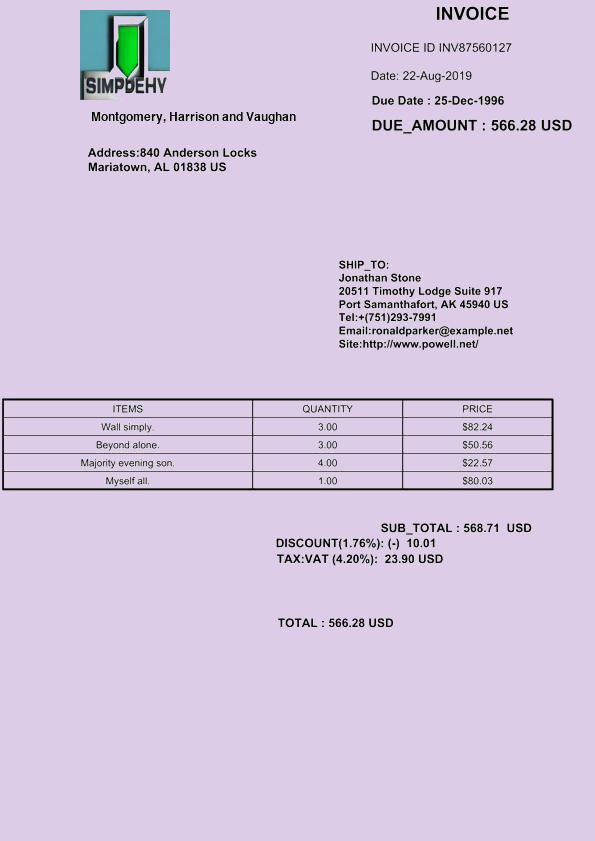 INVOICE
INVOICE ID INV87560127
Date: 22-Aug-2019
Due Date : 25-Dec-1996
DUE_AMOUNT : 566.28 USD
SIMPDEHY
Montgomery, Harrison and Vaughan
Address:840 Anderson Locks
Mariatown, AL 01838 US
SHIP_TO:
Jonathan Stone
20511 Timothy Lodge Suite 917
Port Samanthafort, AK 45940 US
Tel:+(751)293-7991
Email:ronaldparker@example.net
Site:http://www.powell.net/
ITEMS QUANTITY PRICE
Wall simply. 3.00 $82.24
Beyond alone. 3.00 $50.56
Majority evening son. 4.00 $22.57
Myself all. 1.00 $80.03
SUB_TOTAL : 568.71 USD
DISCOUNT(1.76%): (-) 10.01
TAX:VAT (4.20%): 23.90 USD
TOTAL : 566.28 USD